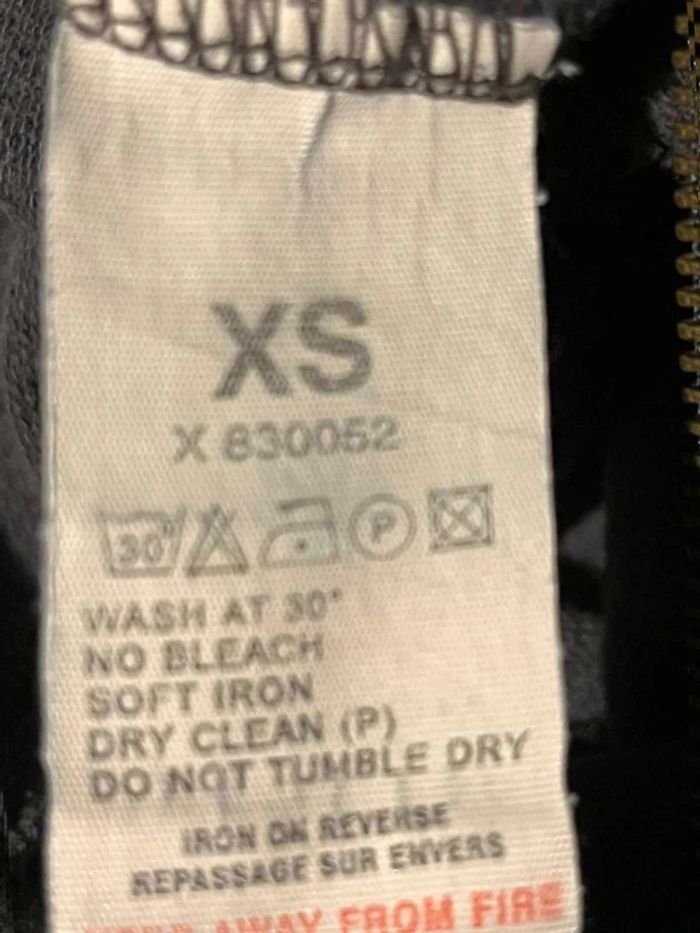 XS
X 830052
30°
P
WASH AT 30°
NO BLEACH
SOFT IRON
DRY CLEAN (P)
DO NOT TUMBLE DRY
IRON ON REVERSE
REPASSAGE SUR ENVERS
AWAY FROM FIRE